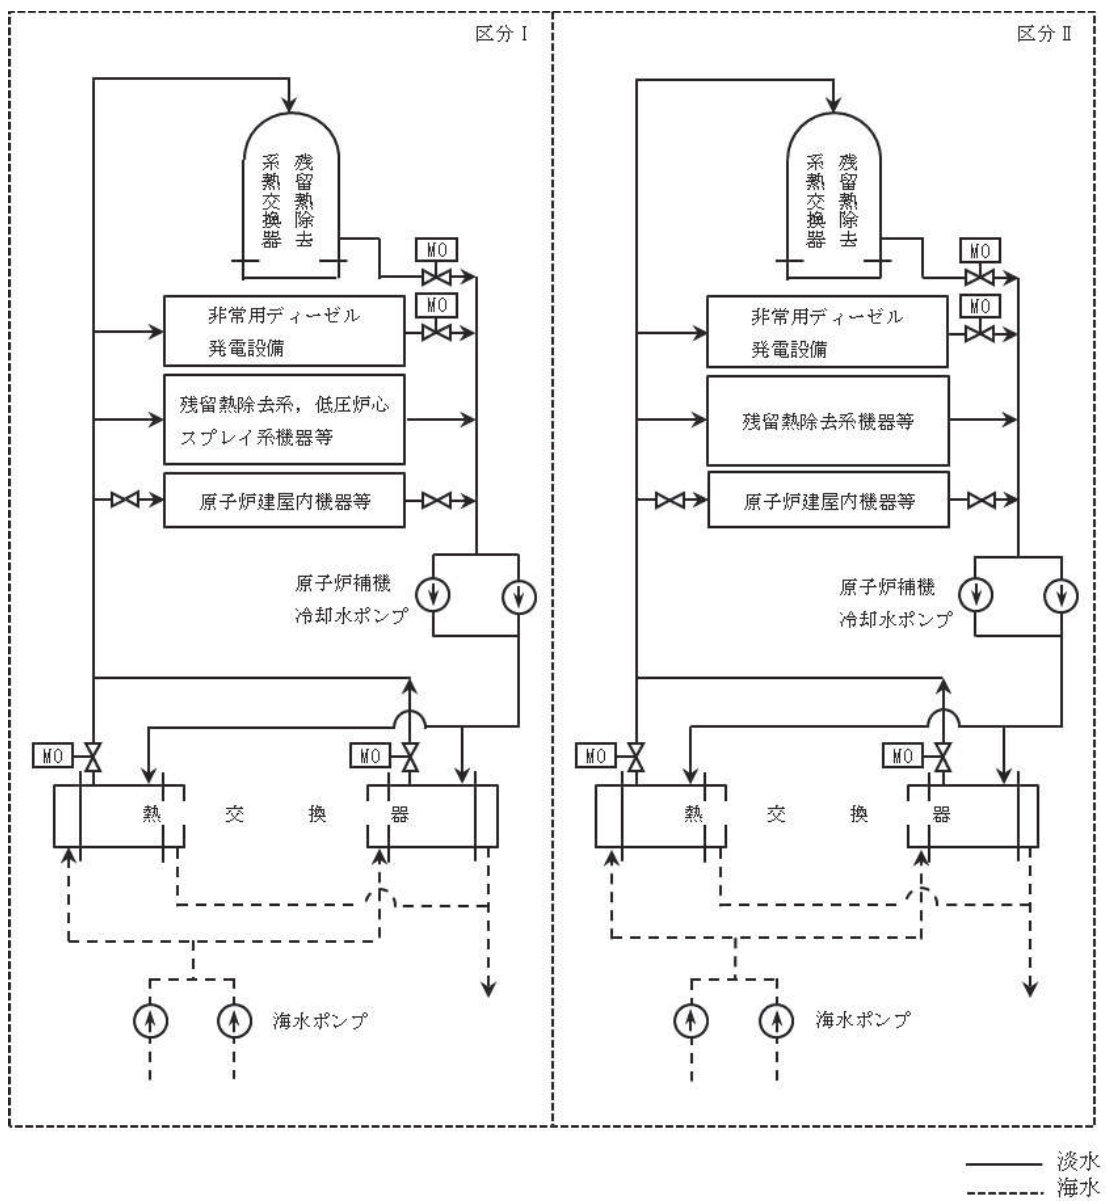 区分Ⅰ
残留熱除去
系熱交換器
MO
MO
非常用ディーゼル
発電設備
残留熱除去系，低圧炉心
スプレイ系機器等
原子炉建屋内機器等
原子炉補機
冷却水ポンプ
MO
MO
熱交換器
海水ポンプ
区分Ⅱ
残留熱除去
系熱交換器
MO
MO
非常用ディーゼル
発電設備
残留熱除去系機器等
原子炉建屋内機器等
原子炉補機
冷却水ポンプ
MO
MO
熱交換器
海水ポンプ
淡水
海水